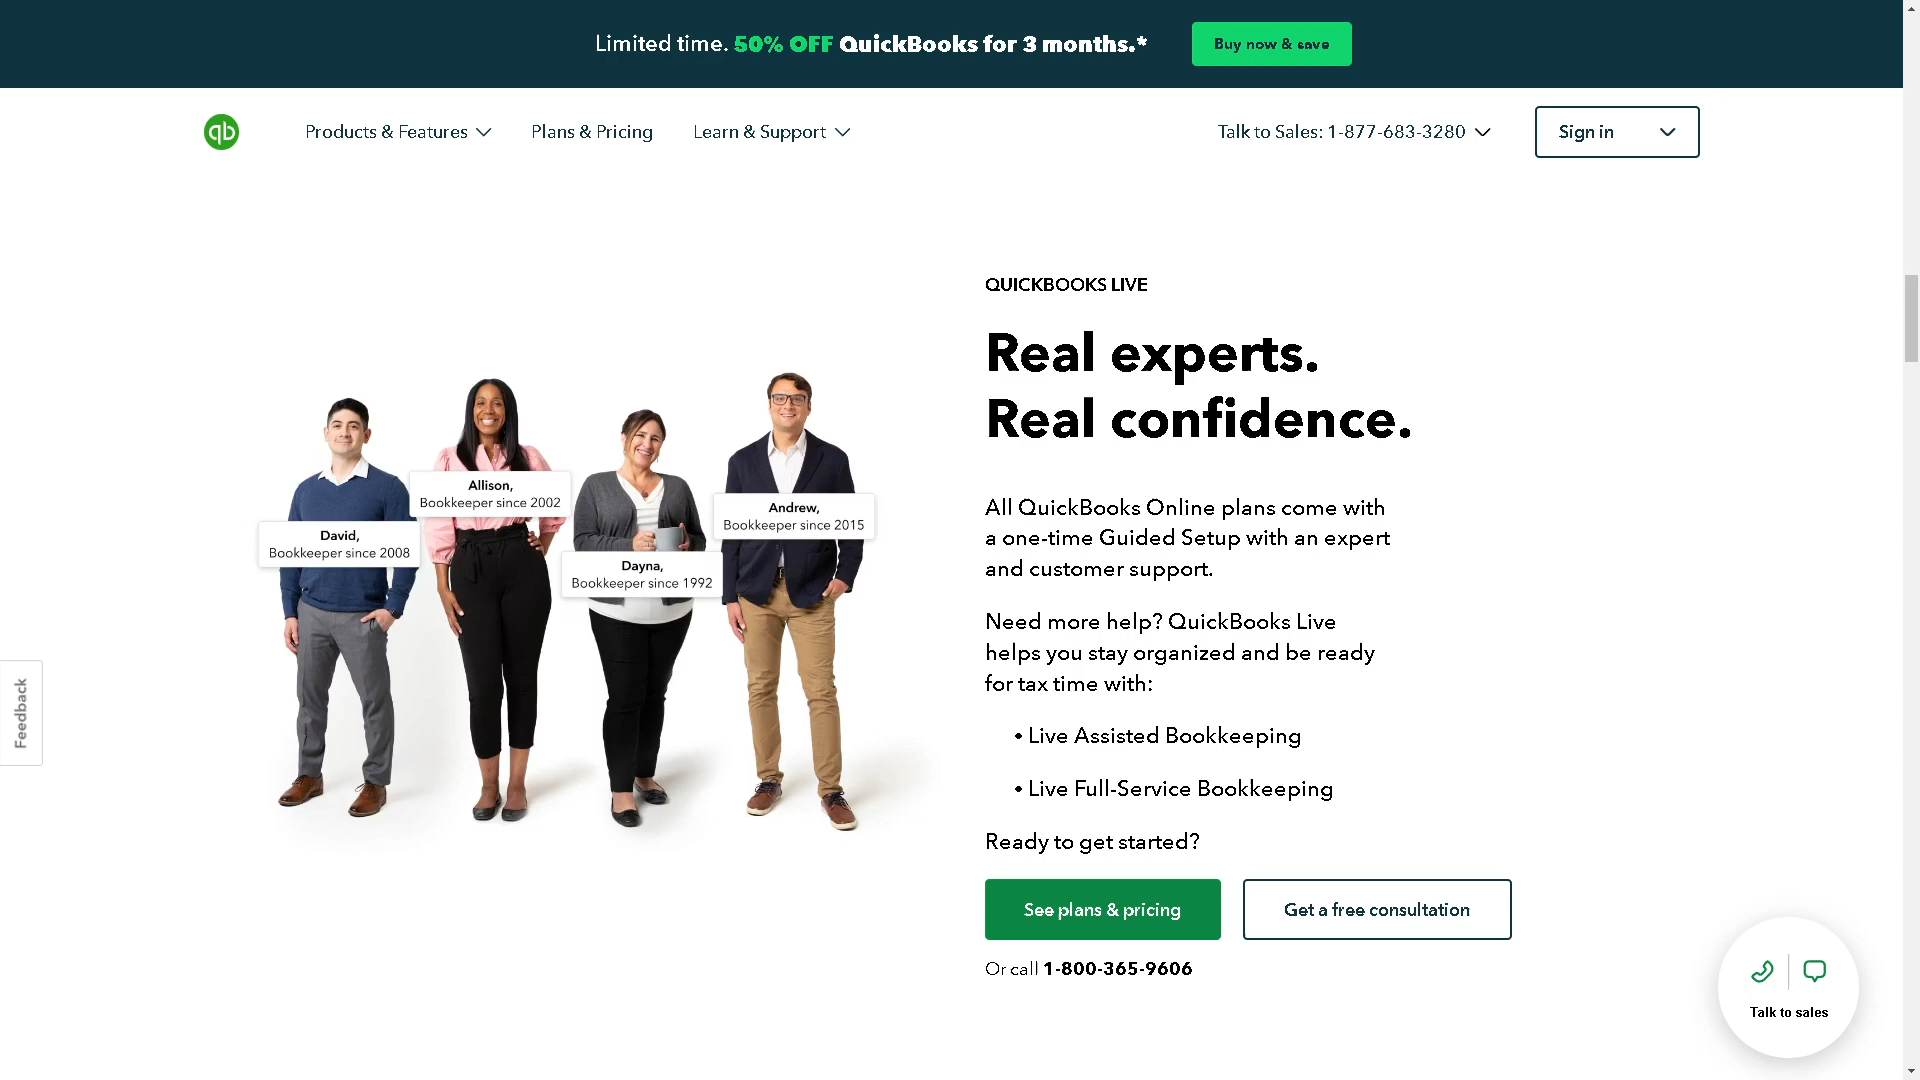 Limited time. 50% OFF QuickBooks for 3 months.*
Buy now & save
qb
Products & Features
Plans & Pricing
Learn & Support
Talk to Sales: 1-877-683-3280
Sign in
QUICKBOOKS LIVE
Real experts.
Real confidence.
All QuickBooks Online plans come with
a one-time Guided Setup with an expert
and customer support.
Need more help? QuickBooks Live
helps you stay organized and be ready
for tax time with:
• Live Assisted Bookkeeping
• Live Full-Service Bookkeeping
Ready to get started?
See plans & pricing
Get a free consultation
Or call 1-800-365-9606
David,
Bookkeeper since 2008
Allison,
Bookkeeper since 2002
Dayna,
Bookkeeper since 1992
Andrew,
Bookkeeper since 2015
Feedback
Talk to sales